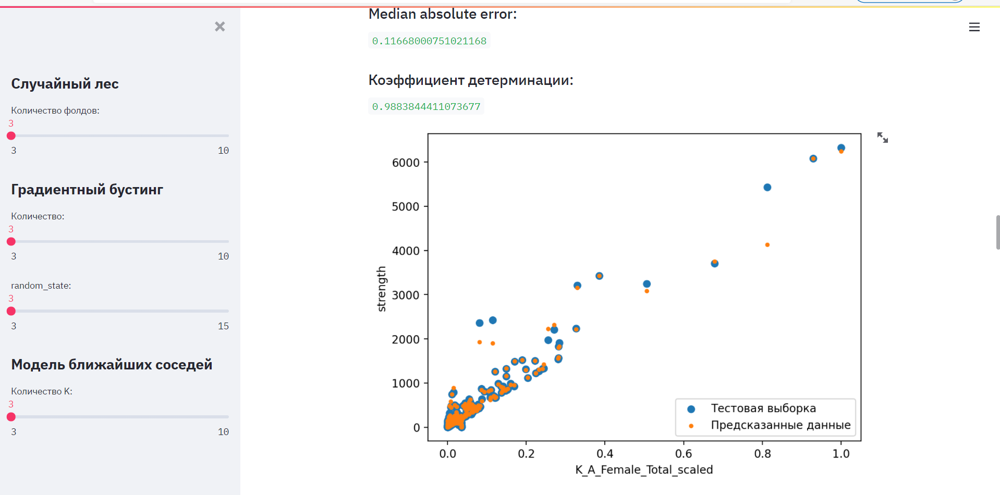 Случайный лес
Количество фолдов:
3
3 10
Градиентный бустинг
Количество:
3
3 10
random_state:
3
3 15
Модель ближайших соседей
Количество K:
3
3 10
Median absolute error:
0.11668000751021168
Коэффициент детерминации:
0.9883844411073677
6000
5000
4000
3000
2000
1000
0
strength
Тестовая выборка
Предсказанные данные
0.0 0.2 0.4 0.6 0.8 1.0
K_A_Female_Total_scaled